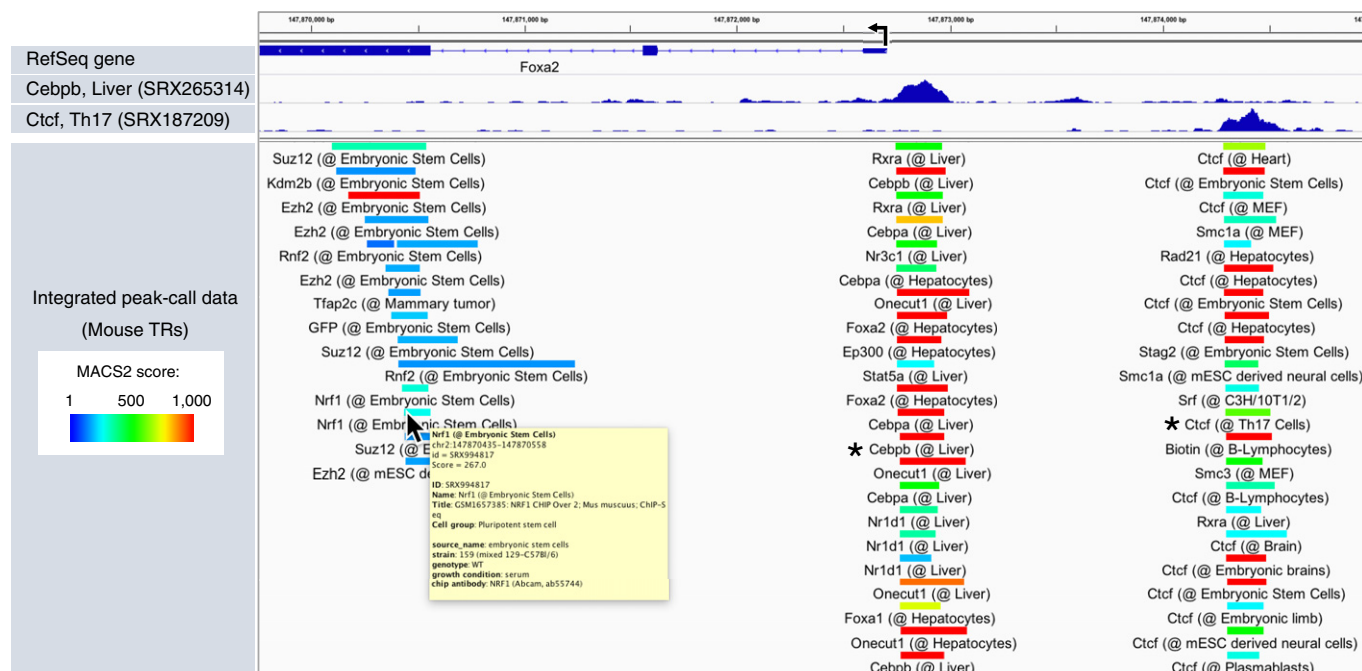 147,870,000 bp 147,871,000 bp 147,872,000 bp 147,873,000 bp 147,874,000 bp
RefSeq gene
Foxa2
Cebpb, Liver (SRX265314)
Ctcf, Th17 (SRX187209)
Integrated peak-call data
(Mouse TRs)
MACS2 score:
1 500 1,000
Suz12 (@ Embryonic Stem Cells)
Kdm2b (@ Embryonic Stem Cells)
Ezh2 (@ Embryonic Stem Cells)
Ezh2 (@ Embryonic Stem Cells)
Rnf2 (@ Embryonic Stem Cells)
Ezh2 (@ Embryonic Stem Cells)
Tfap2c (@ Mammary tumor)
GFP (@ Embryonic Stem Cells)
Suz12 (@ Embryonic Stem Cells)
Rnf2 (@ Embryonic Stem Cells)
Nrf1 (@ Embryonic Stem Cells)
Nrf1 (@ Embryonic Stem Cells)
Suz12 (@ E
Ezh2 (@ mESC de
Nrf1 (@ Embryonic Stem Cells)
chr2:147870435-147870558
id = SRX994817
Score = 267.0
ID: SRX994817
Name: Nrf1 (@ Embryonic Stem Cells)
Title: GSM1657385: NRF1 CHIP Over 2; Mus muscuus; ChIP-S
eq
Cell group: Pluripotent stem cell
source_name: embryonic stem cells
strain: 159 (mixed 129-C57Bl/6)
genotype: WT
growth condition: serum
chip antibody: NRF1 (Abcam, ab55744)
Rxra (@ Liver)
Cebpb (@ Liver)
Rxra (@ Liver)
Cebpa (@ Liver)
Nr3c1 (@ Liver)
Cebpa (@ Hepatocytes)
Onecut1 (@ Liver)
Foxa2 (@ Hepatocytes)
Ep300 (@ Hepatocytes)
Stat5a (@ Liver)
Foxa2 (@ Hepatocytes)
Cebpa (@ Liver)
* Cebpb (@ Liver)
Onecut1 (@ Liver)
Cebpa (@ Liver)
Nr1d1 (@ Liver)
Nr1d1 (@ Liver)
Nr1d1 (@ Liver)
Onecut1 (@ Liver)
Foxa1 (@ Hepatocytes)
Onecut1 (@ Hepatocytes)
Cebpb (@ Liver)
Ctcf (@ Heart)
Ctcf (@ Embryonic Stem Cells)
Ctcf (@ MEF)
Smc1a (@ MEF)
Rad21 (@ Hepatocytes)
Ctcf (@ Hepatocytes)
Ctcf (@ Embryonic Stem Cells)
Ctcf (@ Hepatocytes)
Stag2 (@ Embryonic Stem Cells)
Smc1a (@ mESC derived neural cells)
Srf (@ C3H/10T1/2)
* Ctcf (@ Th17 Cells)
Biotin (@ B-Lymphocytes)
Smc3 (@ MEF)
Ctcf (@ B-Lymphocytes)
Rxra (@ Liver)
Ctcf (@ Brain)
Ctcf (@ Embryonic brains)
Ctcf (@ Embryonic Stem Cells)
Ctcf (@ Embryonic limb)
Ctcf (@ mESC derived neural cells)
Ctcf (@ Plasmablasts)